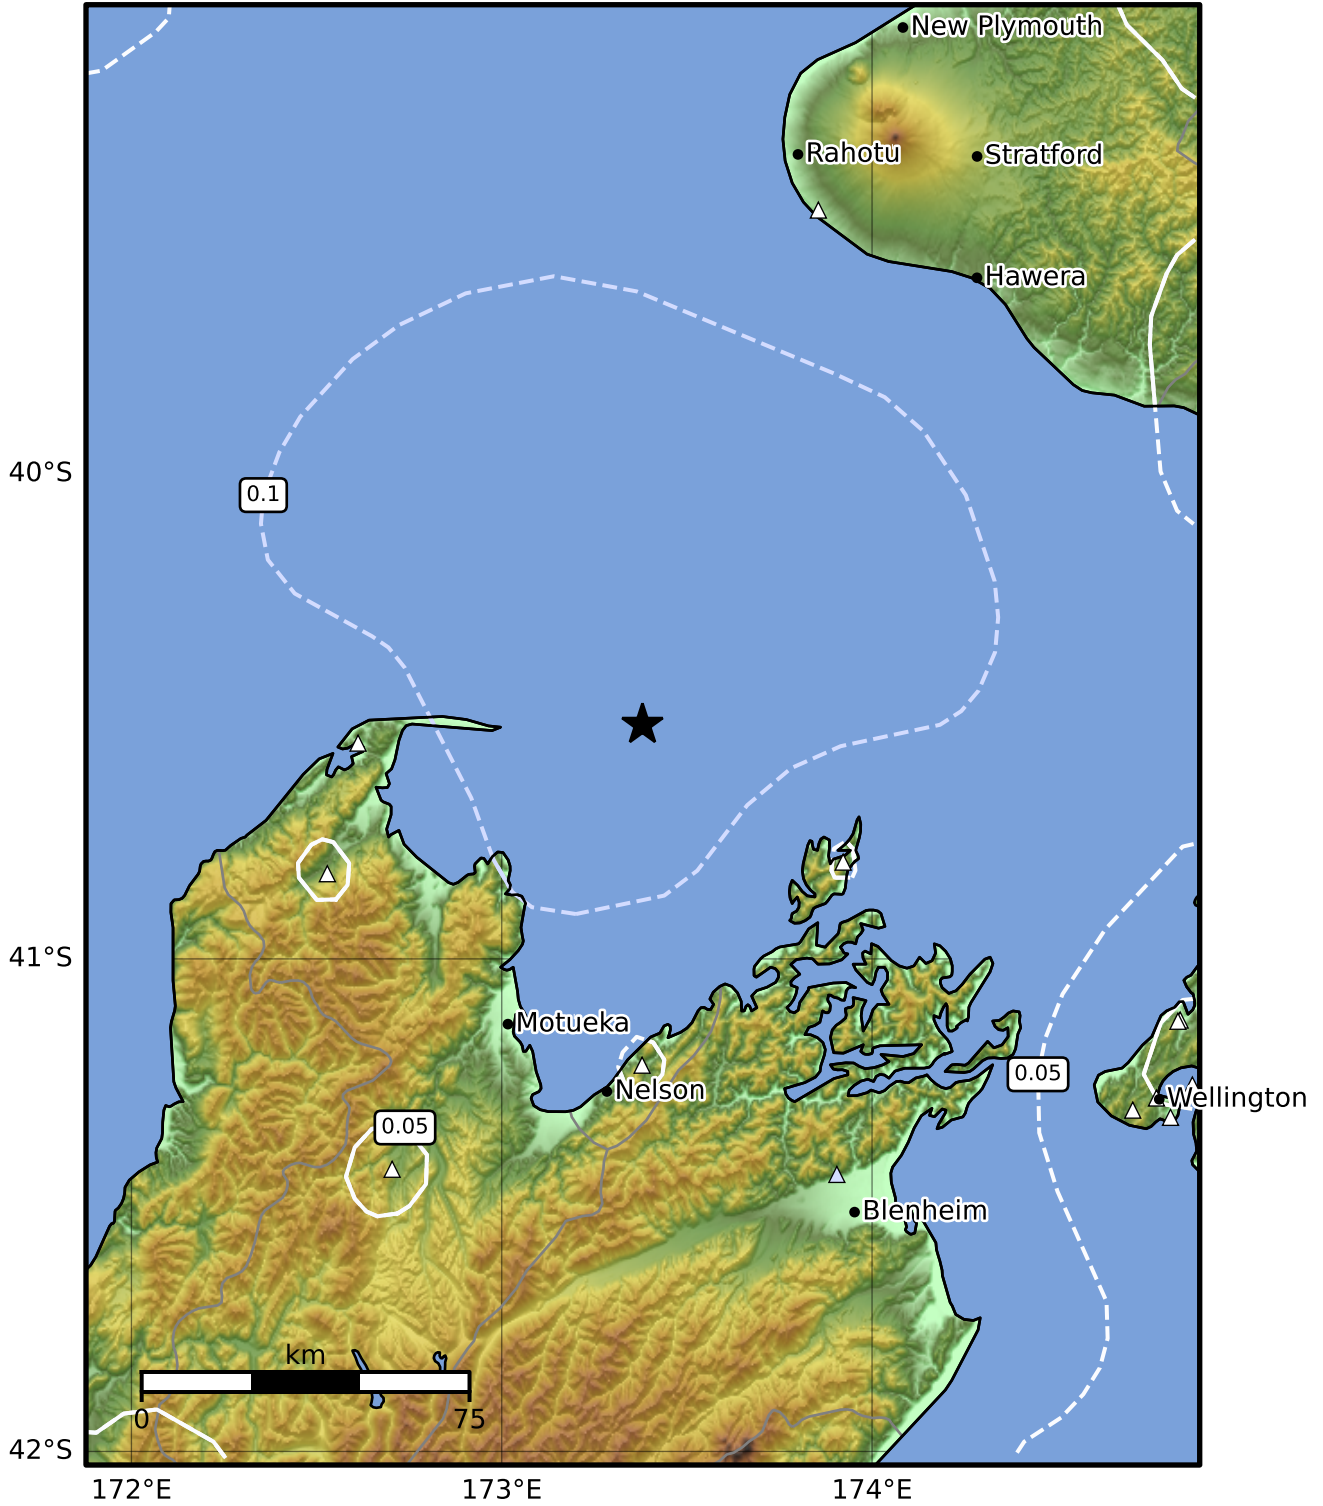 New Plymouth
Rahotu
Stratford
Hawera
40°S
0.1
41°S
Motueka
0.05
Nelson
Wellington
0.05
Blenheim
km
0
75
42°S
172°E
173°E
174°E